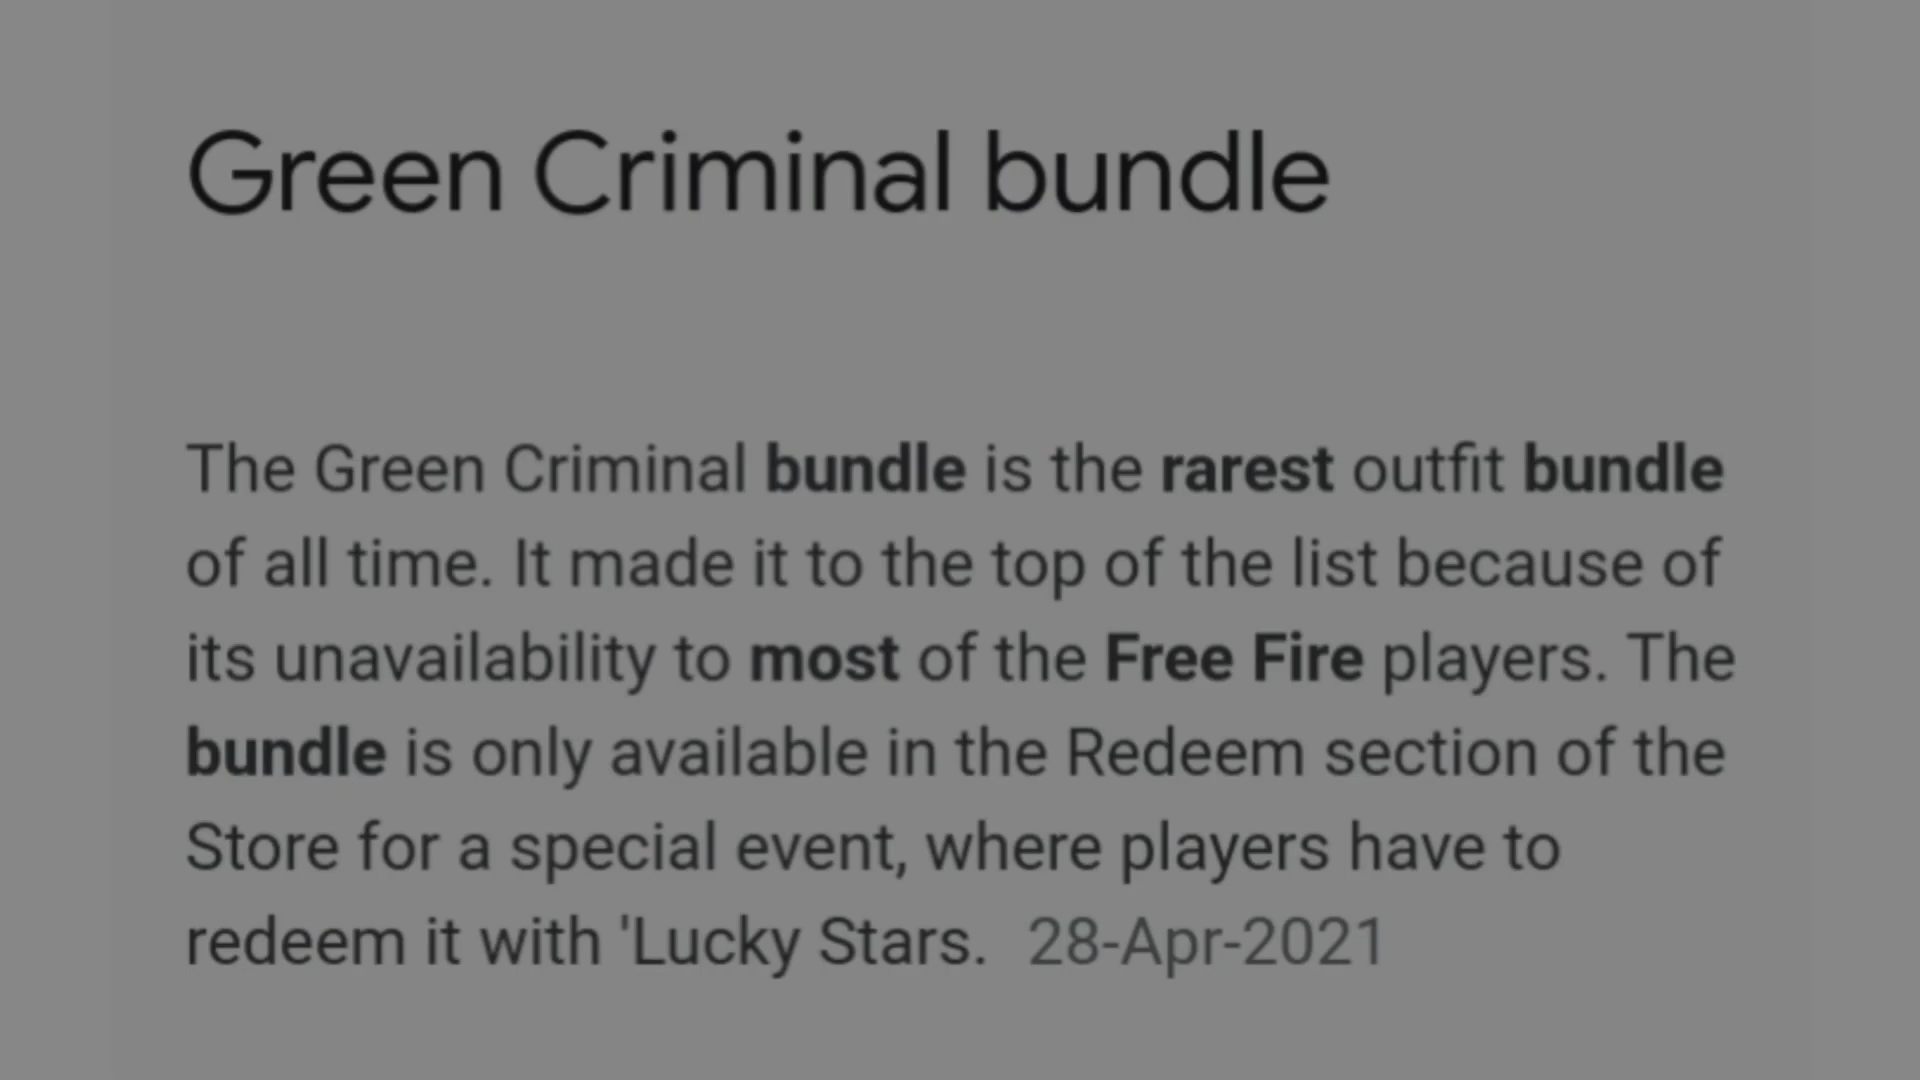 Green Criminal bundle
The Green Criminal bundle is the rarest outfit bundle
of all time. It made it to the top of the list because of
its unavailability to most of the Free Fire players. The
bundle is only available in the Redeem section of the
Store for a special event, where players have to
redeem it with 'Lucky Stars. 28-Apr-2021